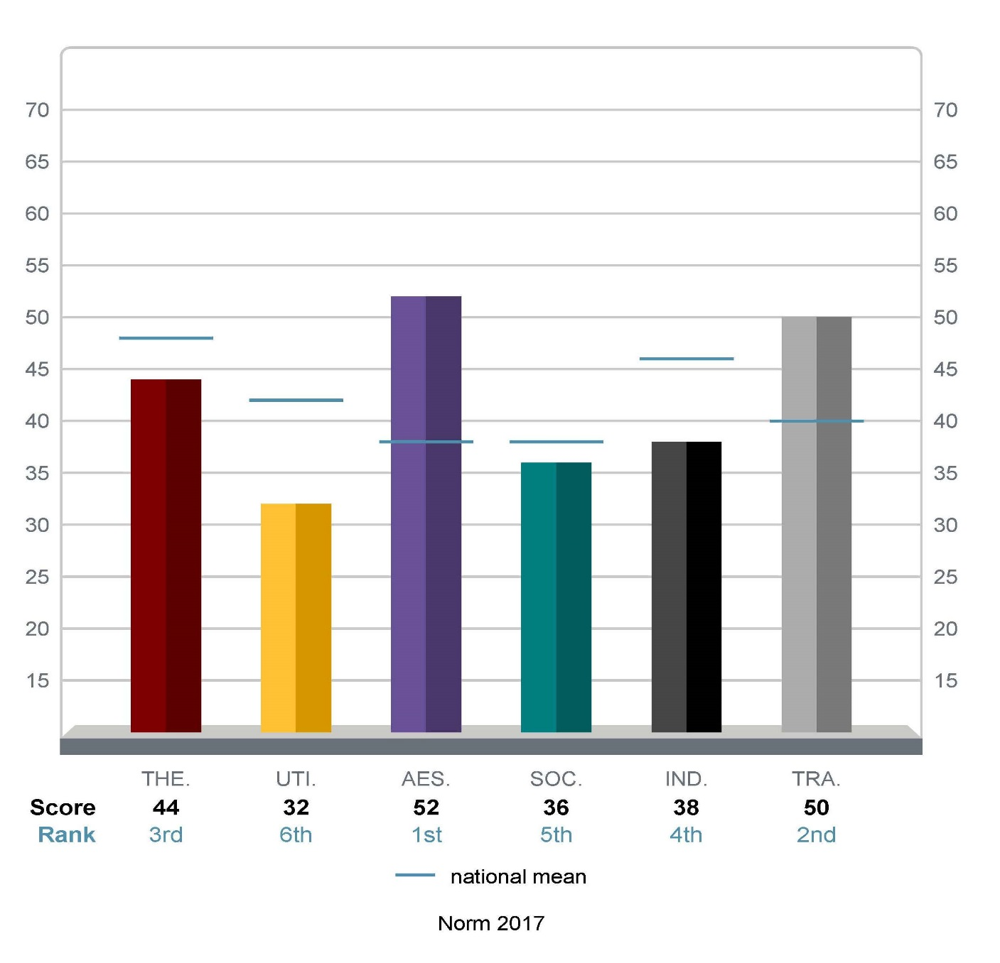 70 70
65 65
60 60
55 55
50 50
45 45
40 40
35 35
30 30
25 25
20 20
15 15
THE. UTI. AES. SOC. IND. TRA.
Score 44 32 52 36 38 50
Rank 3rd 6th 1st 5th 4th 2nd
national mean
Norm 2017